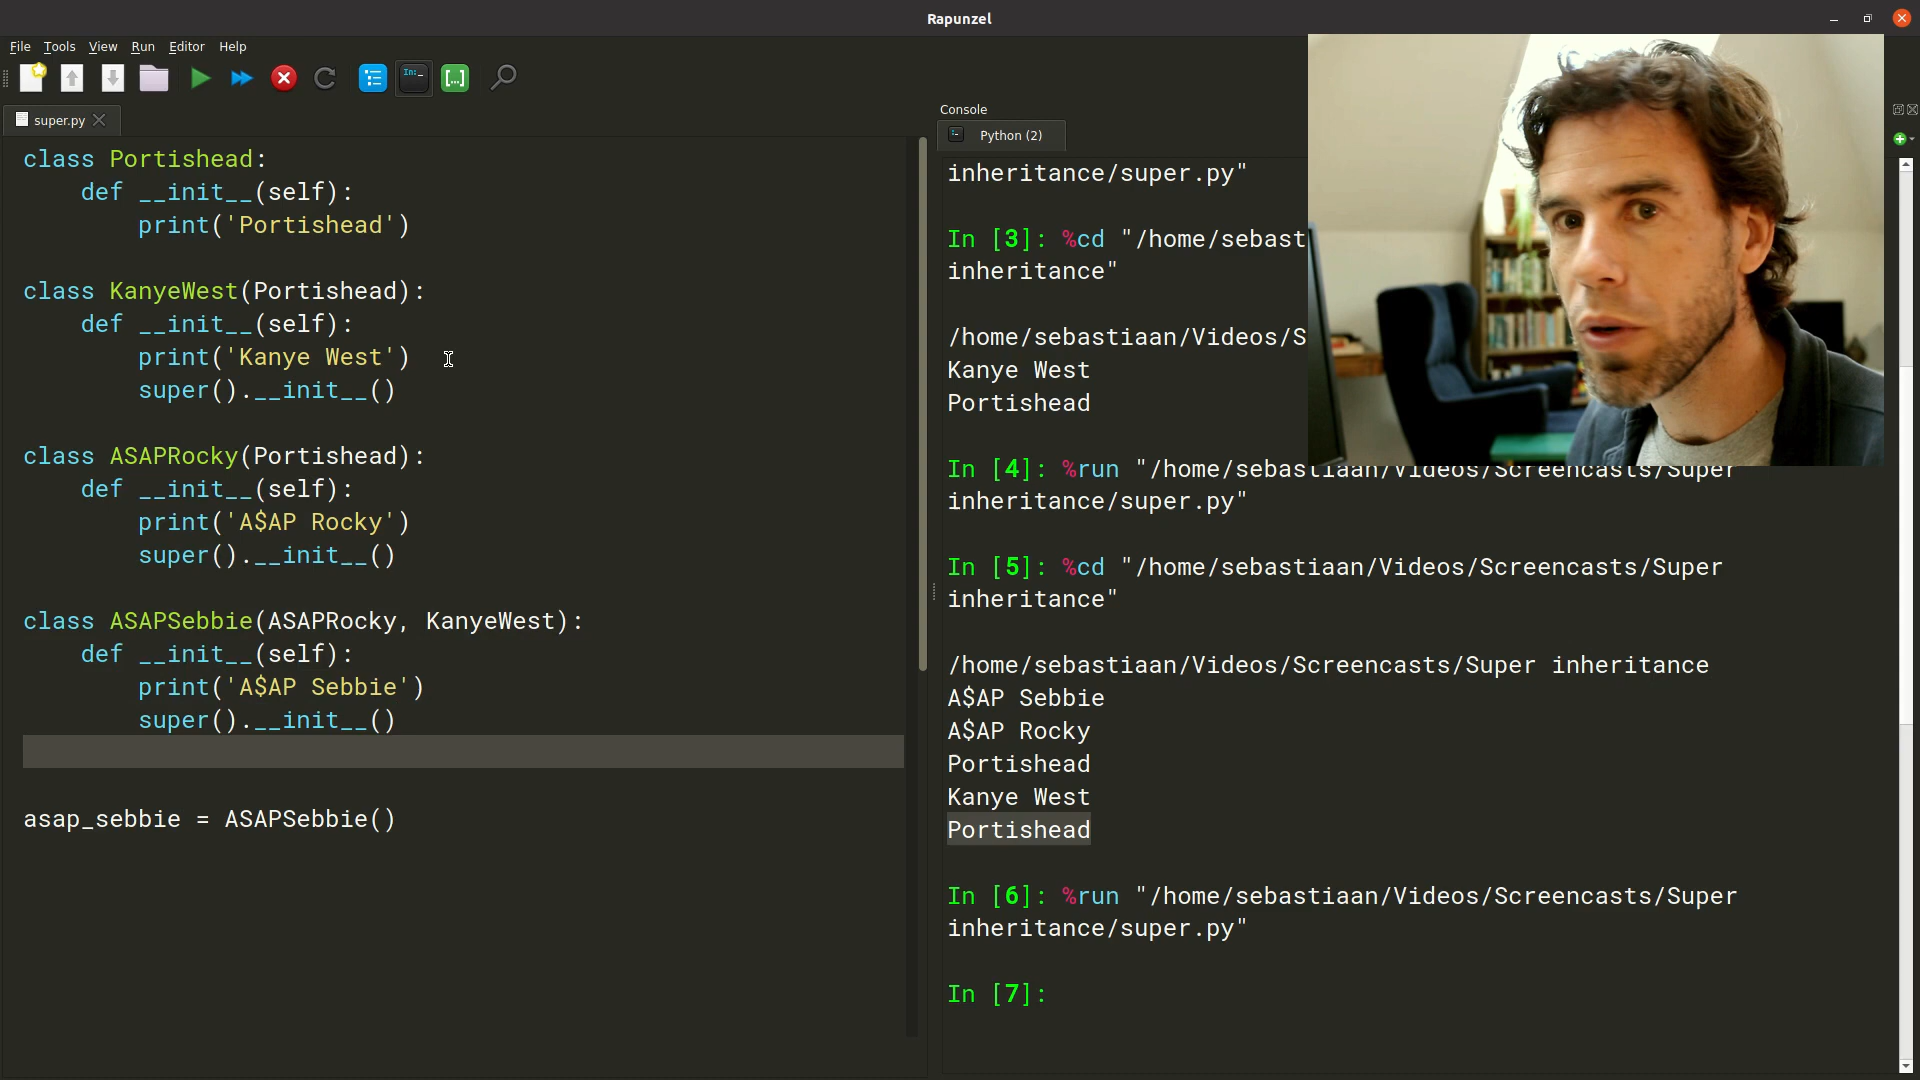 Rapunzel
File Tools View Run Editor Help
In:_
[...]
super.py
class Portishead:
def __init__(self):
print('Portishead')
class KanyeWest(Portishead):
def __init__(self):
print('Kanye West')
super().__init__()
class ASAPRocky(Portishead):
def __init__(self):
print('A$AP Rocky')
super().__init__()
class ASAPSebbie(ASAPRocky, KanyeWest):
def __init__(self):
print('A$AP Sebbie')
super().__init__()
asap_sebbie = ASAPSebbie()
Console
Python (2)
inheritance/super.py"
In [3]: %cd "/home/sebast
inheritance"
/home/sebastiaan/Videos/S
Kanye West
Portishead
In [4]: %run "/home/sebastiaan/Videos/Screencasts/Super
inheritance/super.py"
In [5]: %cd "/home/sebastiaan/Videos/Screencasts/Super
inheritance"
/home/sebastiaan/Videos/Screencasts/Super inheritance
A$AP Sebbie
A$AP Rocky
Portishead
Kanye West
Portishead
In [6]: %run "/home/sebastiaan/Videos/Screencasts/Super
inheritance/super.py"
In [7]: